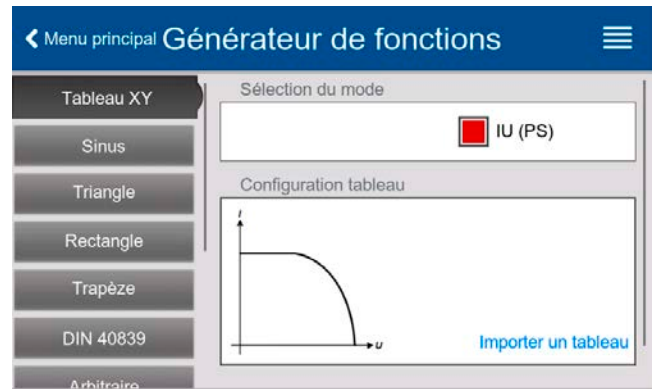 Menu principal Générateur de fonctions
Tableau XY
Sinus
Triangle
Rectangle
Trapèze
DIN 40839
Arbitraire
Sélection du mode
IU (PS)
Configuration tableau
I
U
Importer un tableau